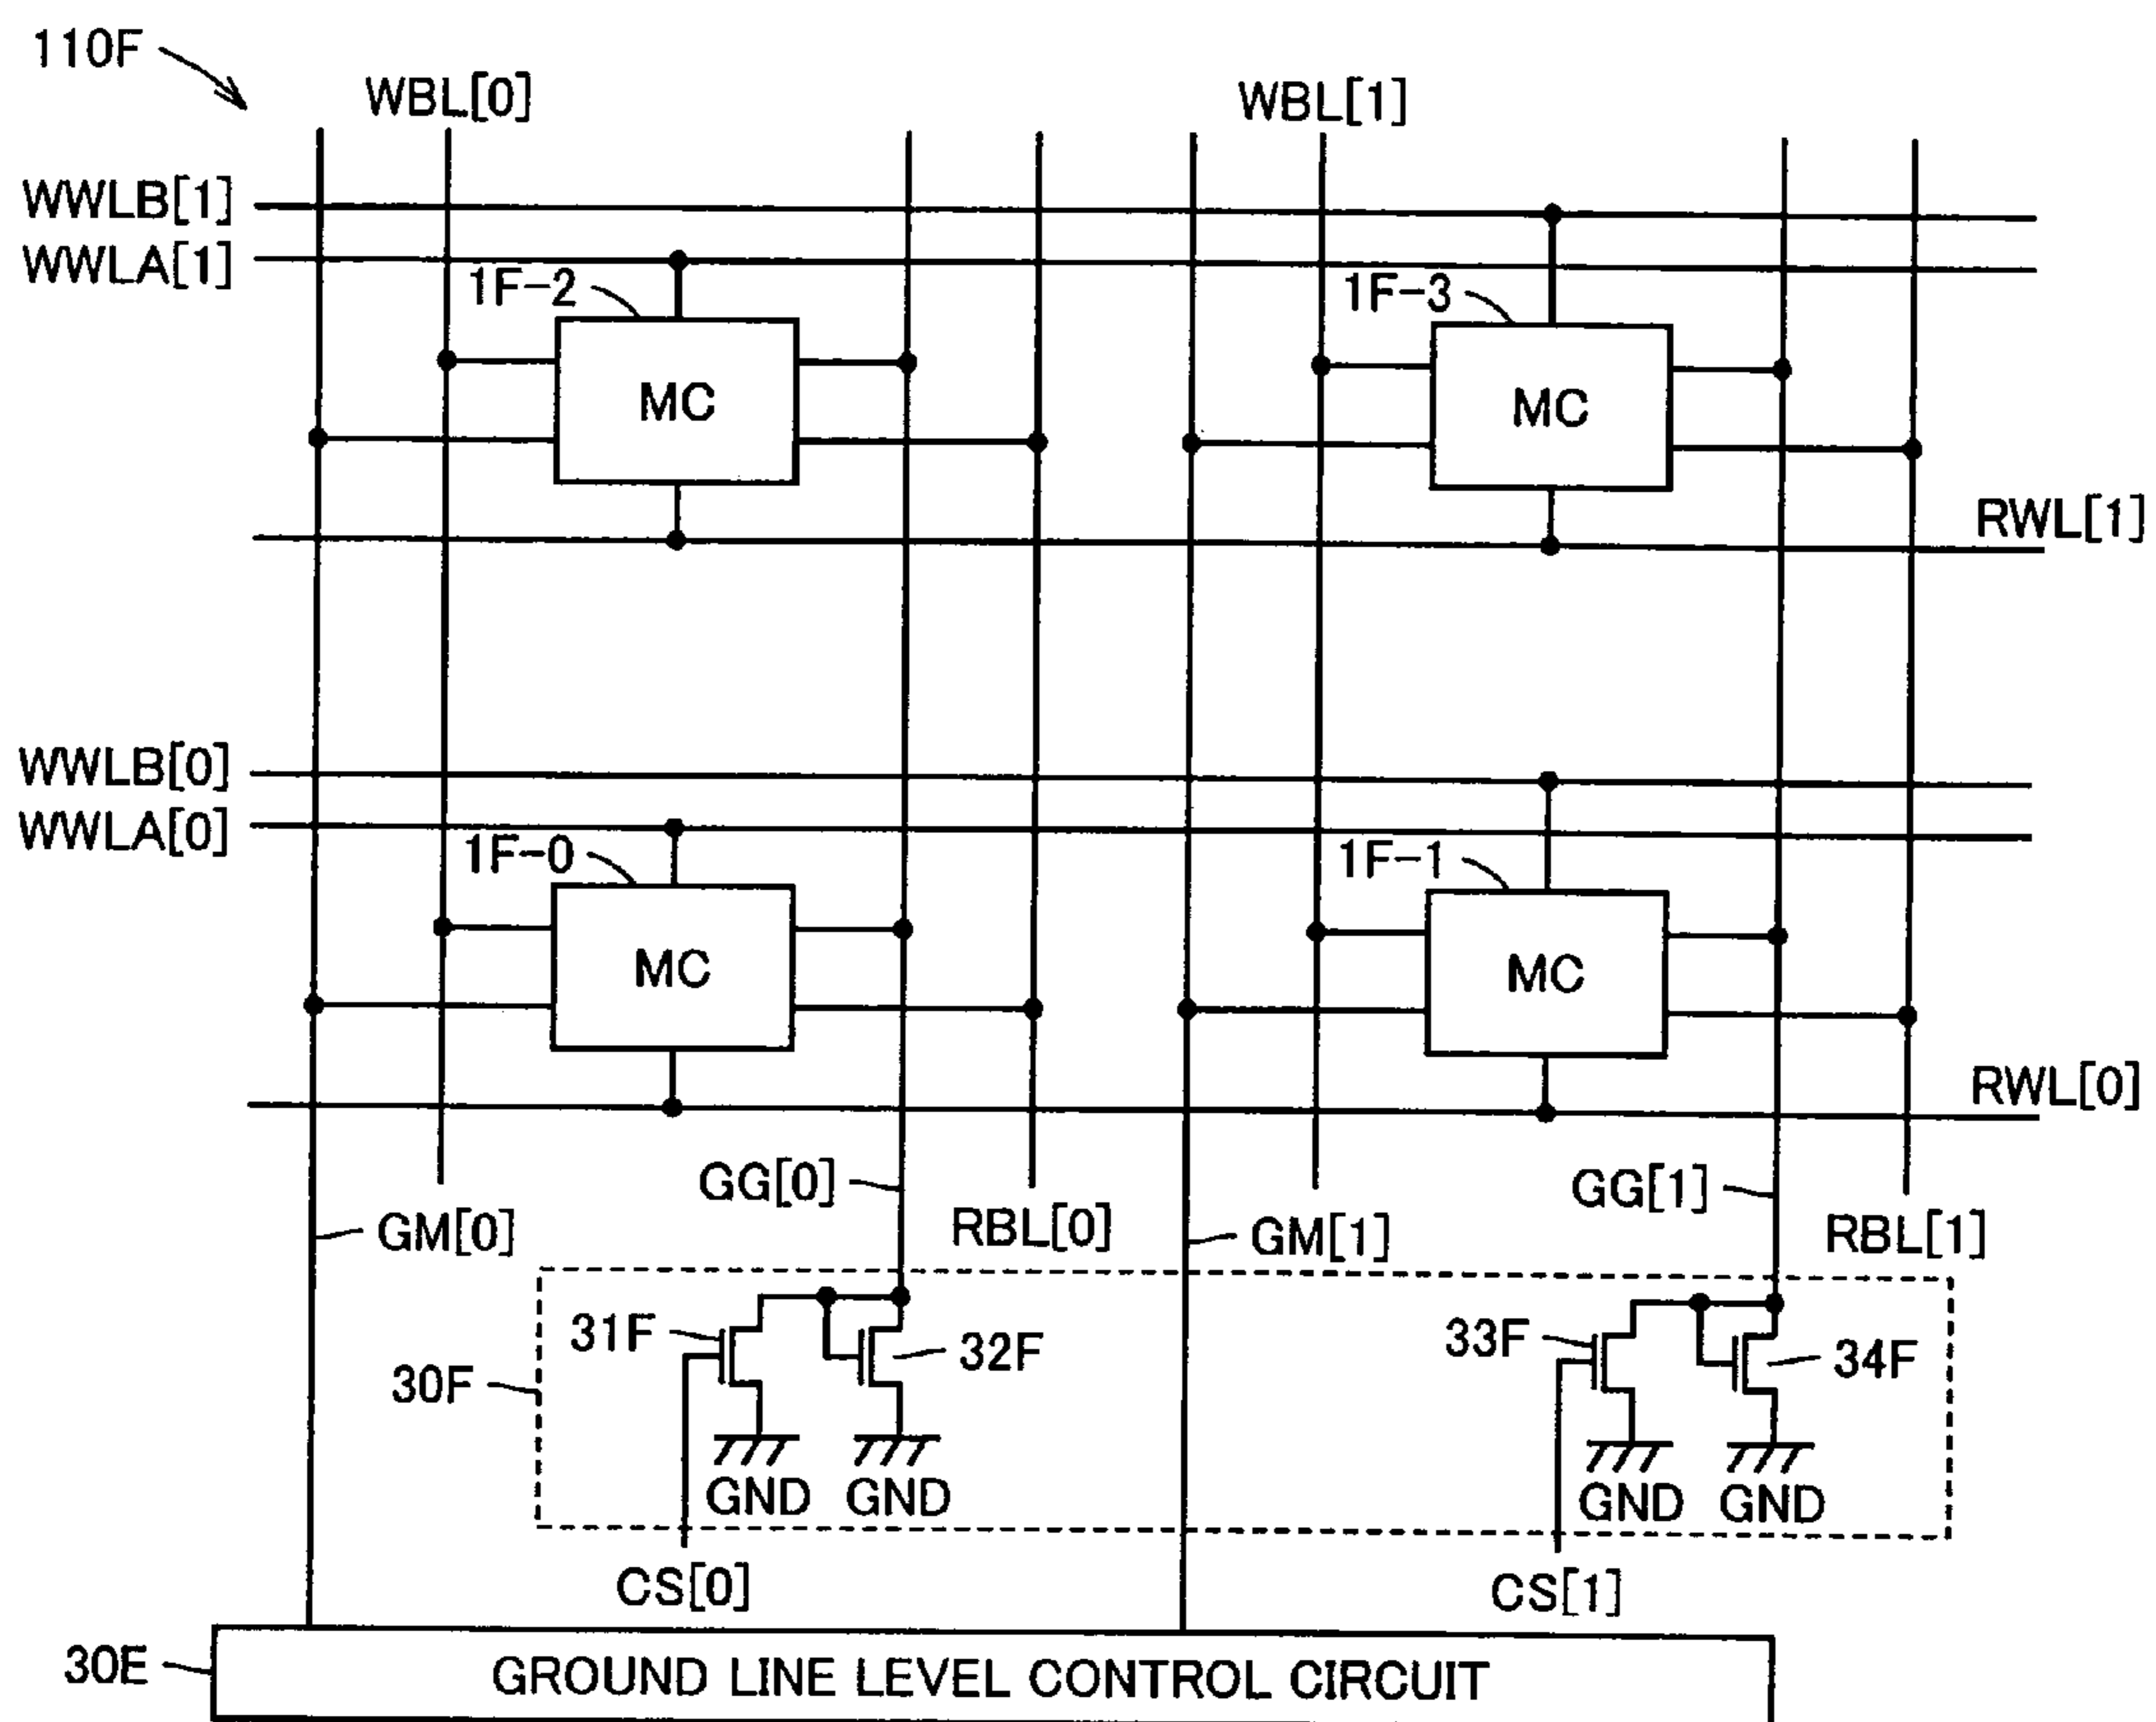 110F
WBL[0]
WBL[1]
WWLB[1]
WWLA[1]
1F-2
1F-3
MC
MC
RWL[1]
WWLB[0]
WWLA[0]
1F-0
1F-1
MC
MC
RWL[0]
GG[0]
GG[1]
GM[0]
RBL[0]
GM[1]
RBL[1]
31F
32F
33F
34F
30F
GND
GND
GND
GND
CS[0]
CS[1]
30E
GROUND LINE LEVEL CONTROL CIRCUIT